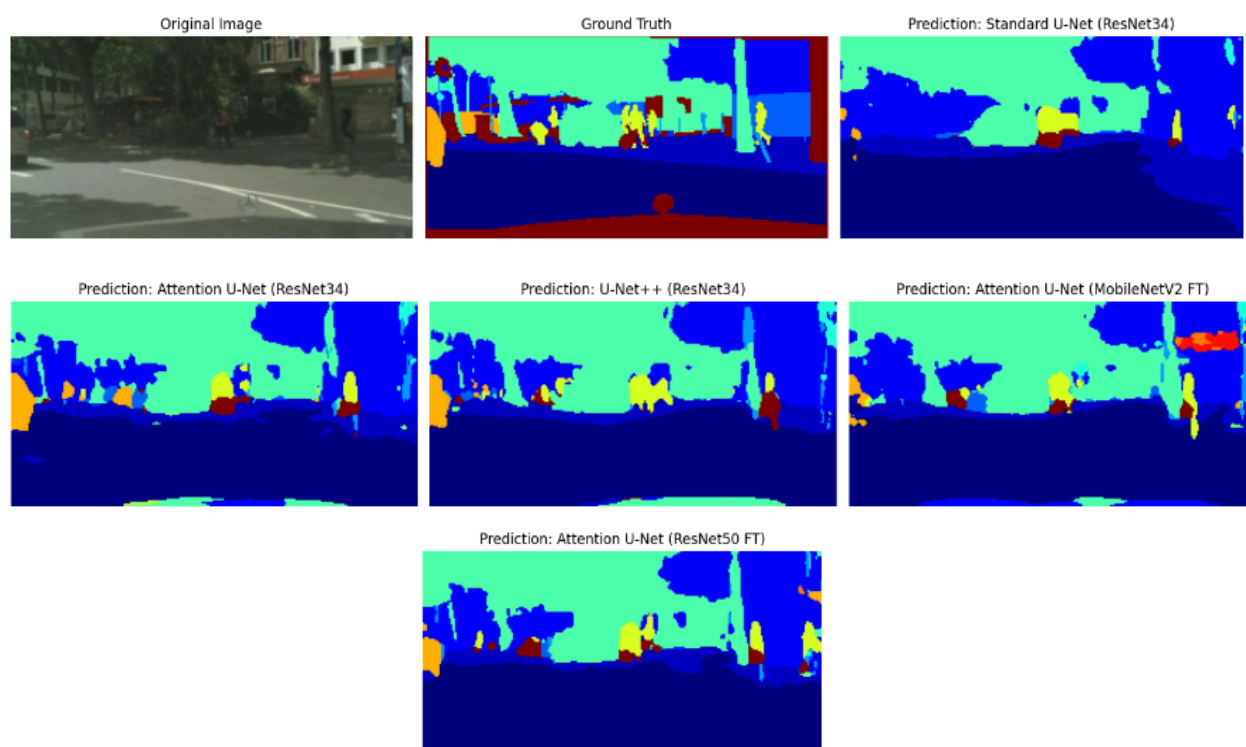 Original Image
Ground Truth
Prediction: Standard U-Net (ResNet34)
Prediction: Attention U-Net (ResNet34)
Prediction: U-Net++ (ResNet34)
Prediction: Attention U-Net (MobileNetV2 FT)
Prediction: Attention U-Net (ResNet50 FT)